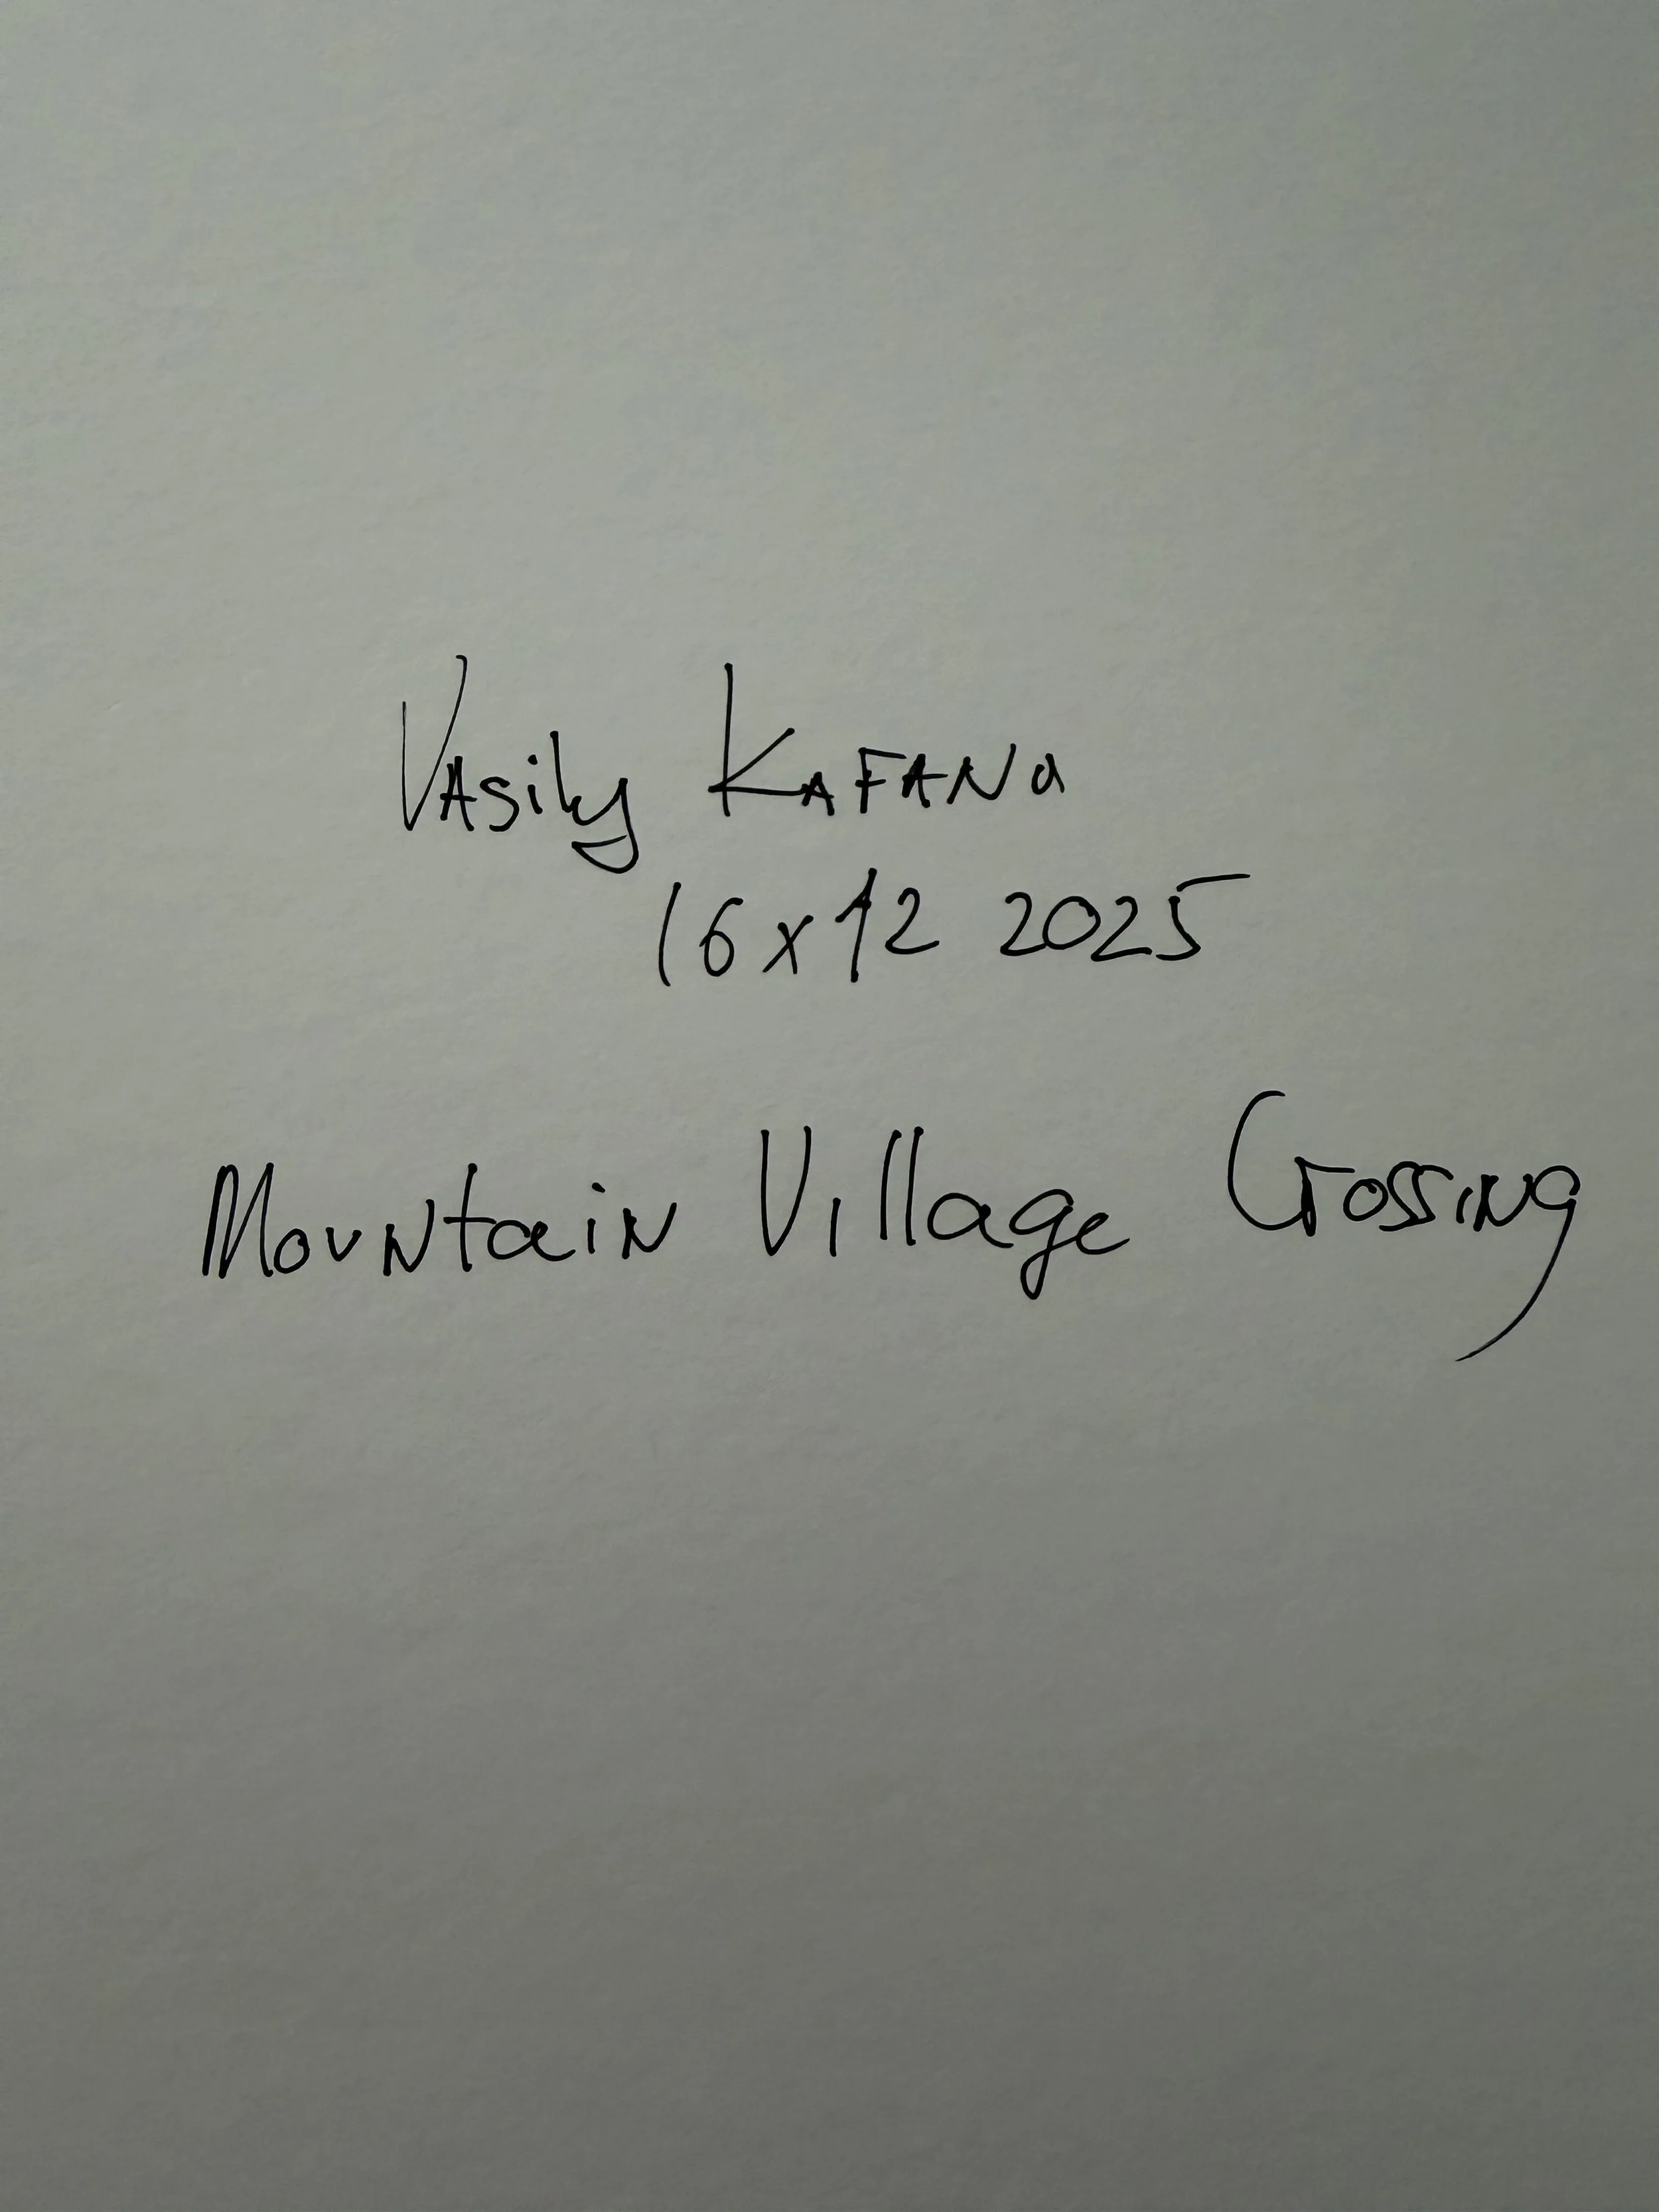 Vasily Kafana
16x12 2025
Mountain Village Crossing